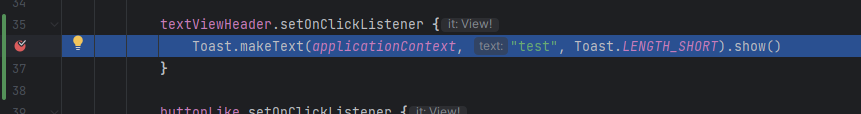 34
35 textViewHeader.setOnClickListener { it: View!
Toast.makeText(applicationContext, text: "test", Toast.LENGTH_SHORT).show()
37 }
38
39 buttonLike.setOnClickListener { it: View!